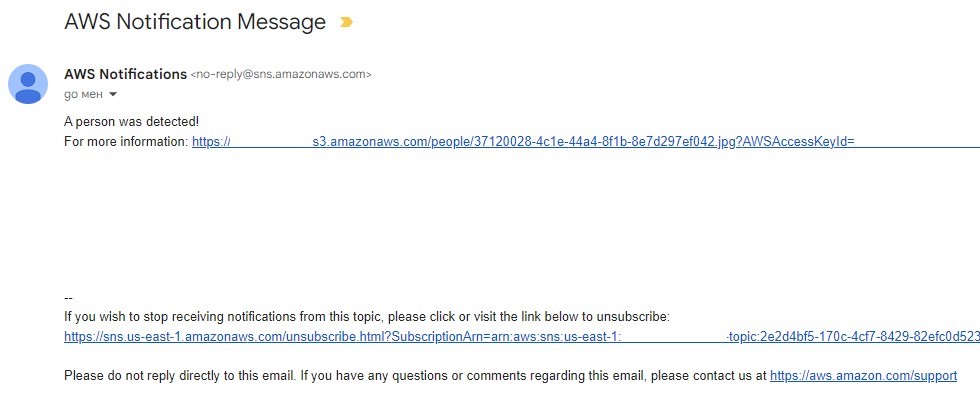 AWS Notification Message
AWS Notifications <no-reply@sns.amazonaws.com>
до мен
A person was detected!
For more information: https:// s3.amazonaws.com/people/37120028-4c1e-44a4-8f1b-8e7d297ef042.jpg?AWSAccessKeyId=
--
If you wish to stop receiving notifications from this topic, please click or visit the link below to unsubscribe:
https://sns.us-east-1.amazonaws.com/unsubscribe.html?SubscriptionArn=arn:aws:sns:us-east-1: -topic:2e2d4bf5-170c-4cf7-8429-82efc0d523
Please do not reply directly to this email. If you have any questions or comments regarding this email, please contact us at https://aws.amazon.com/support